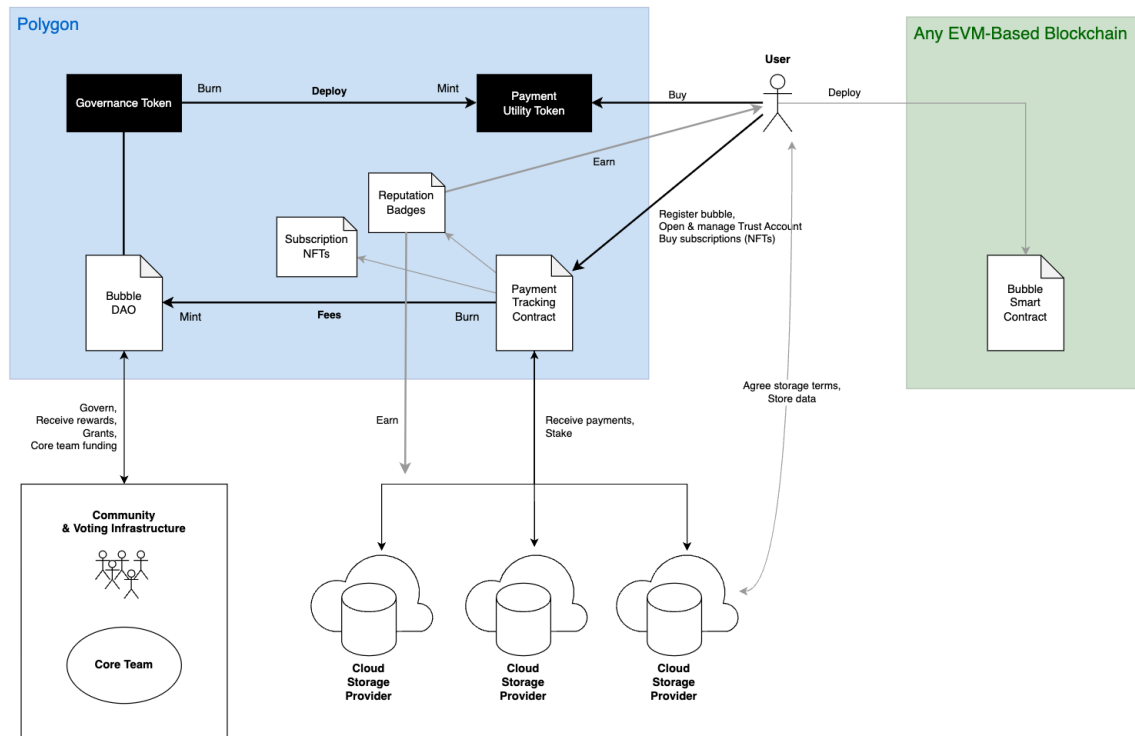 Polygon
Any EVM-Based Blockchain
User
Governance Token
Burn
Deploy
Mint
Payment
Utility Token
Buy
Deploy
Earn
Reputation
Badges
Subscription
NFTs
Register bubble,
Open & manage Trust Account
Buy subscriptions (NFTs)
Bubble
DAO
Mint
Fees
Burn
Payment
Tracking
Contract
Bubble
Smart
Contract
Govern,
Receive rewards,
Grants,
Core team funding
Earn
Receive payments,
Stake
Agree storage terms,
Store data
Community
& Voting Infrastructure
Core Team
Cloud
Storage
Provider
Cloud
Storage
Provider
Cloud
Storage
Provider